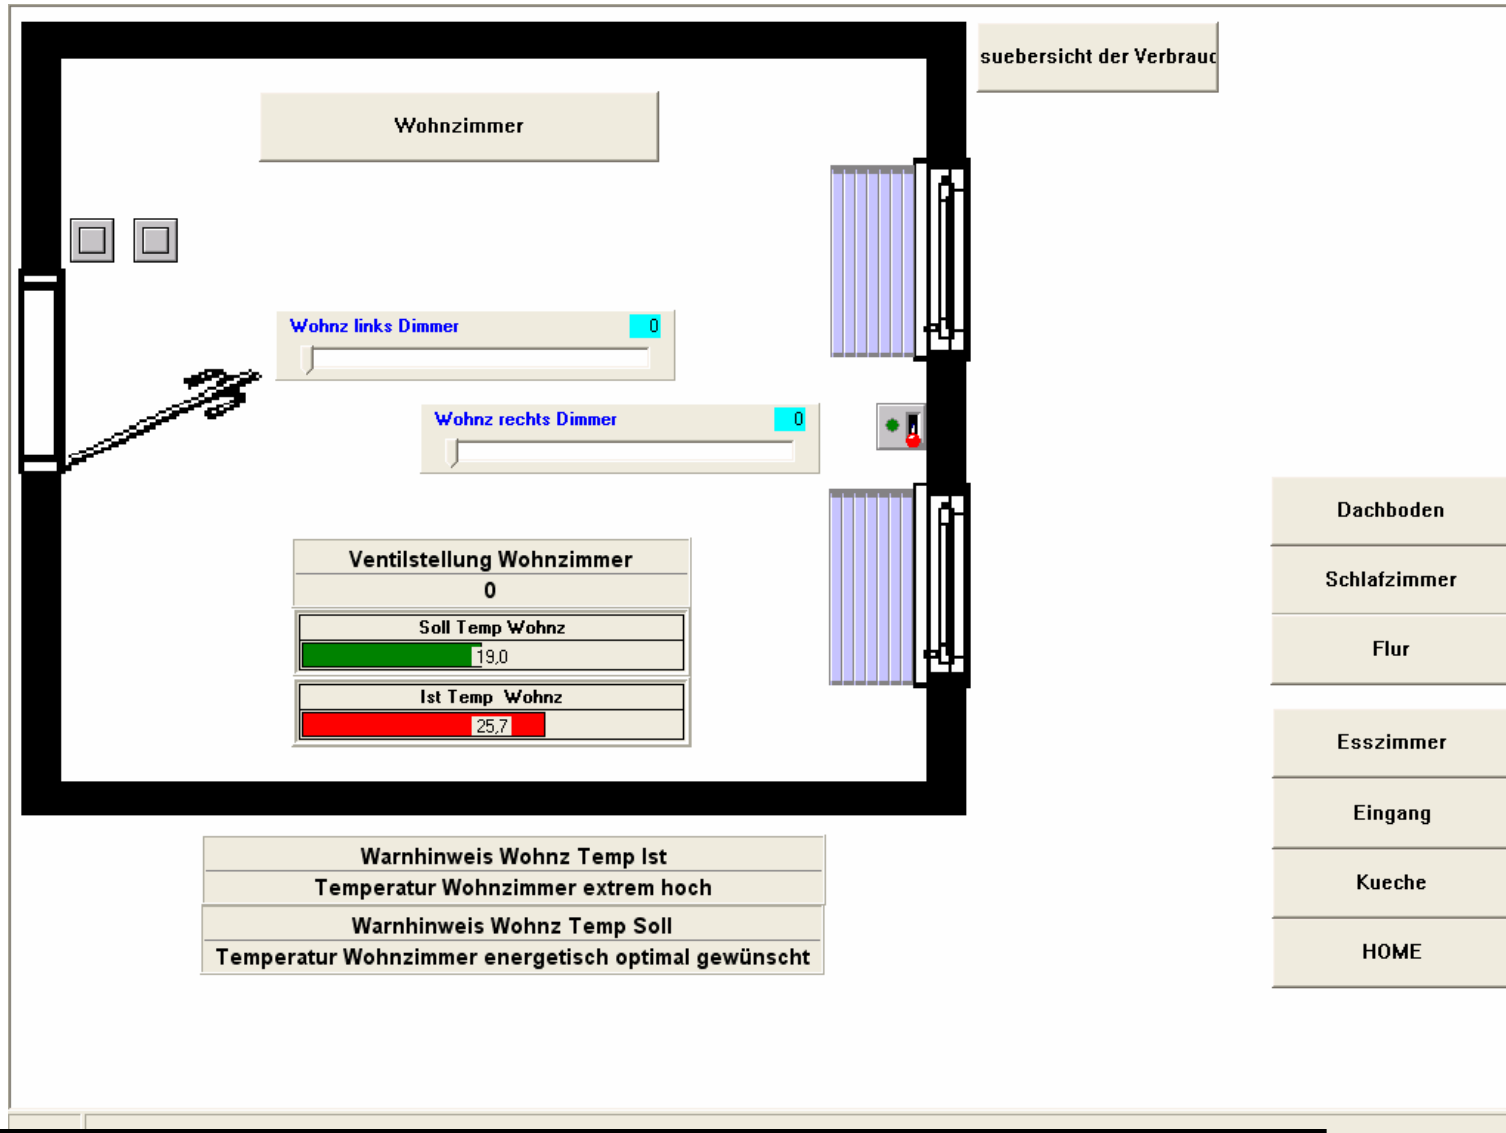 suebersicht der Verbrauc
Wohnzimmer
Wohnz links Dimmer 0
Wohnz rechts Dimmer 0
Ventilstellung Wohnzimmer
0
Soll Temp Wohnz
19,0
Ist Temp Wohnz
25,7
Warnhinweis Wohnz Temp Ist
Temperatur Wohnzimmer extrem hoch
Warnhinweis Wohnz Temp Soll
Temperatur Wohnzimmer energetisch optimal gewünscht
Dachboden
Schlafzimmer
Flur
Esszimmer
Eingang
Kueche
HOME